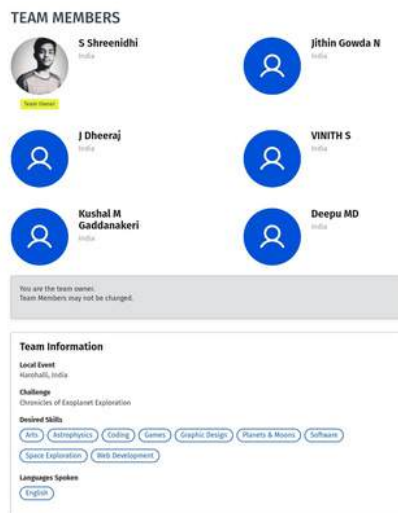 TEAM MEMBERS
S Shreenidhi
India
Team Owner
Jithin Gowda N
India
J Dheeraj
India
VINITH S
India
Kushal M
Gaddanakeri
India
Deepu MD
India
You are the team owner.
Team Members may not be changed.
Team Information
Local Event
Harohalli, India
Challenge
Chronicles of Exoplanet Exploration
Desired Skills
Arts Astrophysics Coding Games Graphic Design Planets & Moons Software
Space Exploration Web Development
Languages Spoken
English